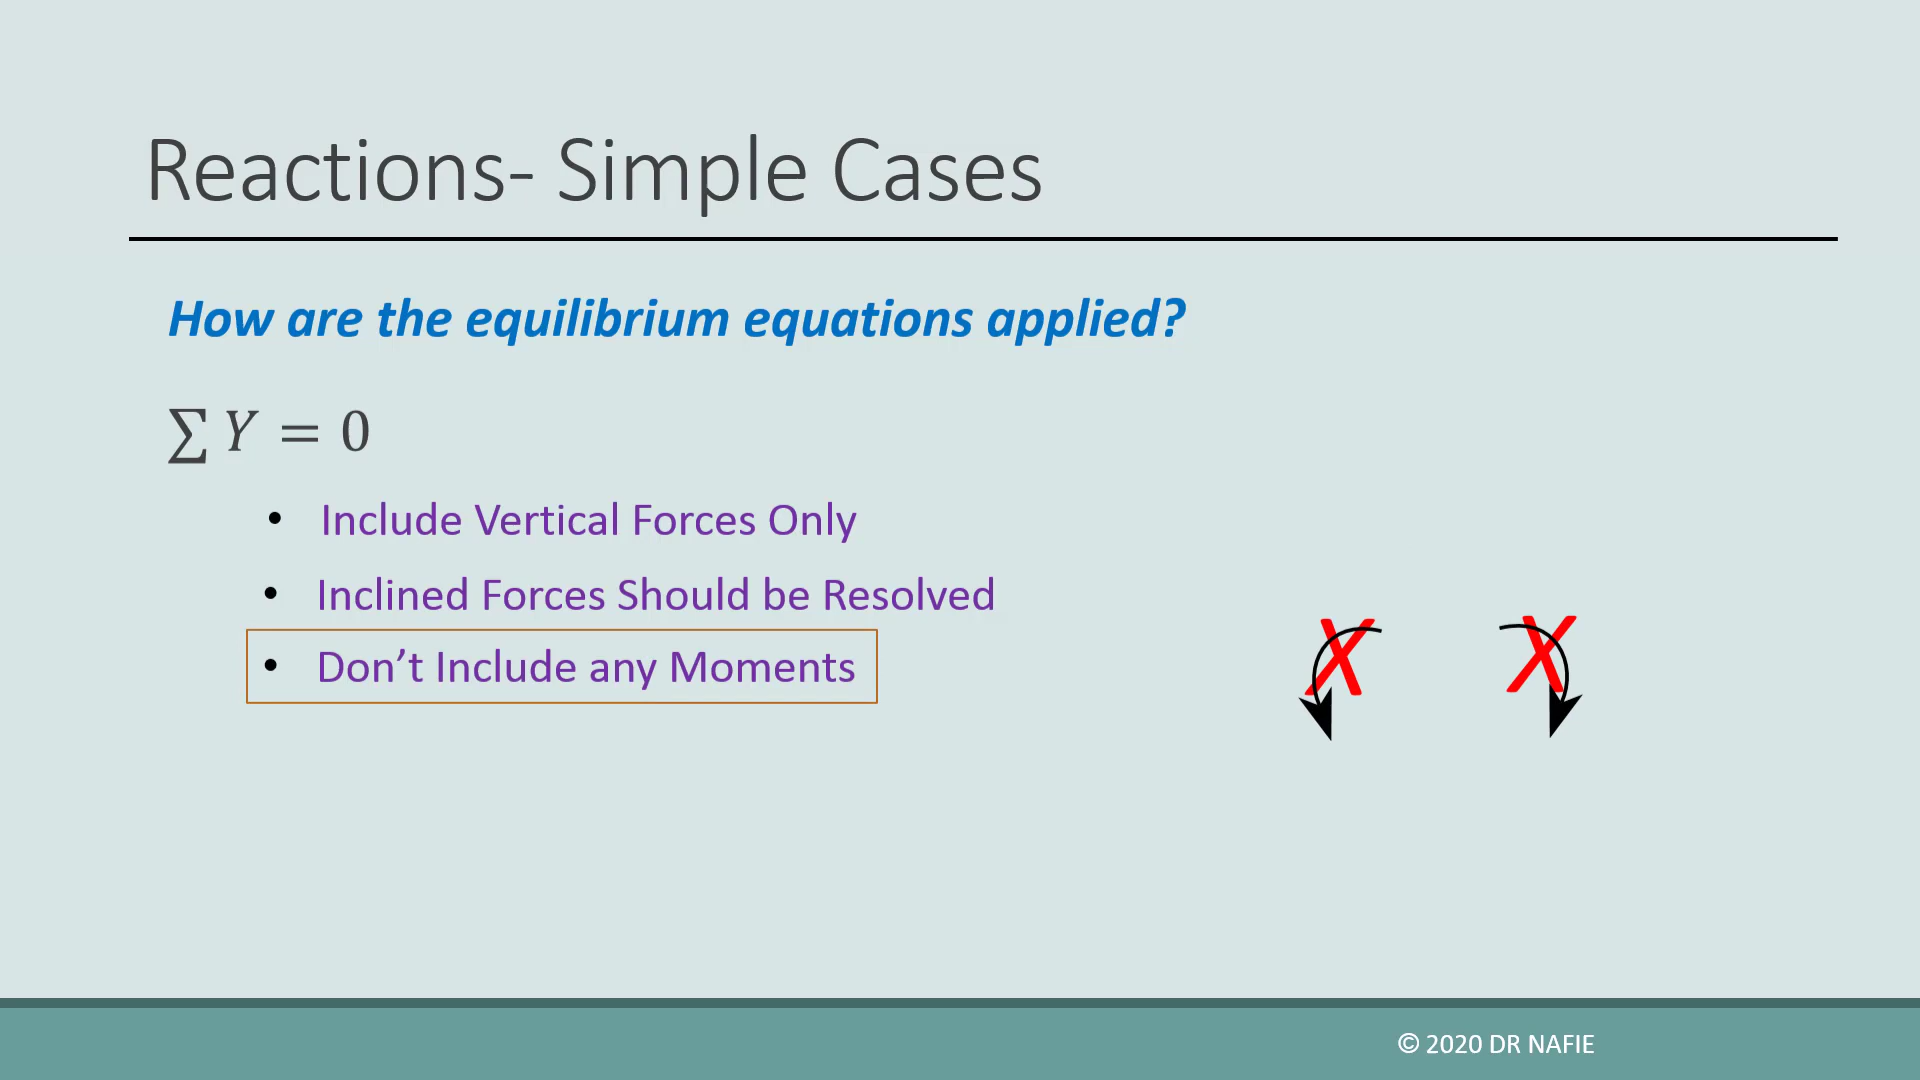 Reactions- Simple Cases
How are the equilibrium equations applied?
∑ Y = 0
• Include Vertical Forces Only
• Inclined Forces Should be Resolved
• Don’t Include any Moments
X X
© 2020 DR NAFIE